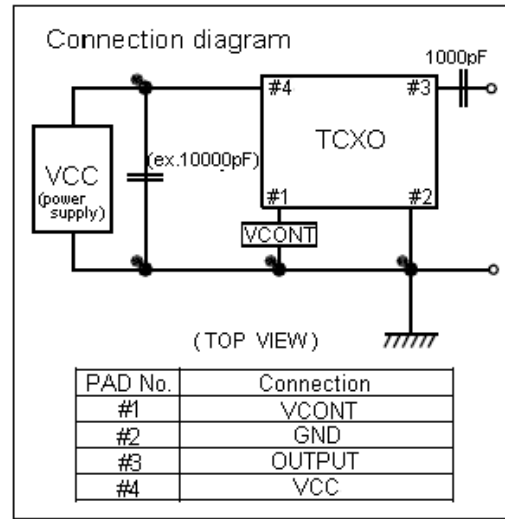 Connection diagram
1000pF
#4
#3
TCXO
(ex.10000pF)
VCC
(power
supply)
#1
#2
VCONT
(TOP VIEW)
PAD No. Connection
#1 VCONT
#2 GND
#3 OUTPUT
#4 VCC